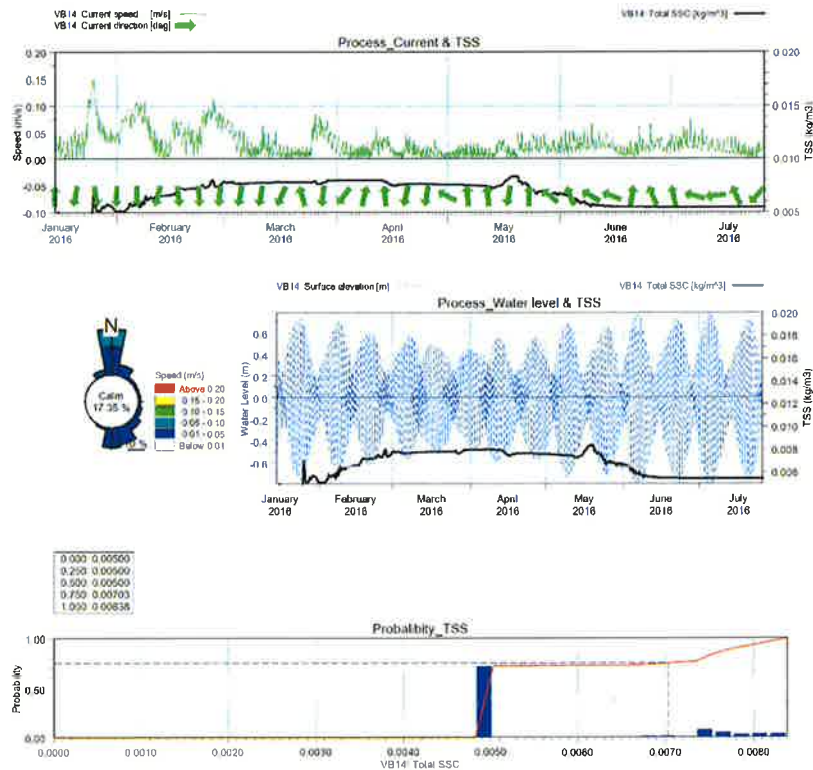 VB14 Current speed [m/s]
VB14 Current direction [deg]
VB14 Total SSC [kg/m3]
Process_Current & TSS
0.20 0.020
0.15 0.015
0.10
0.05
0.00 0.010
-0.05
-0.10 0.005
Speed (m/s)
TSS (kg/m3)
January February March April May June July
2016 2016 2016 2016 2016 2016 2016
VB14 Surface elevation [m] VB14 Total SSC [kg/m^3]
Process_Water level & TSS
0.020
0.6 0.018
0.4 0.016
0.2 0.014
0.0 0.012
-0.2 0.010
-0.4 0.008
-0.6 0.006
Water Level (m)
TSS (kg/m3)
January February March April May June July
2016 2016 2016 2016 2016 2016 2016
N
Calm
17.35 %
Speed (m/s)
Above 0.20
0.15 - 0.20
0.10 - 0.15
0.05 - 0.10
0.01 - 0.05
Below 0.01
0.000 0.00500
0.250 0.00500
0.500 0.00500
0.750 0.00703
1.000 0.00838
Probalibity_TSS
1.00
0.50
0.00
Probability
0.0000 0.0010 0.0020 0.0030 0.0040 0.0050 0.0060 0.0070 0.0080
VB14: Total SSC